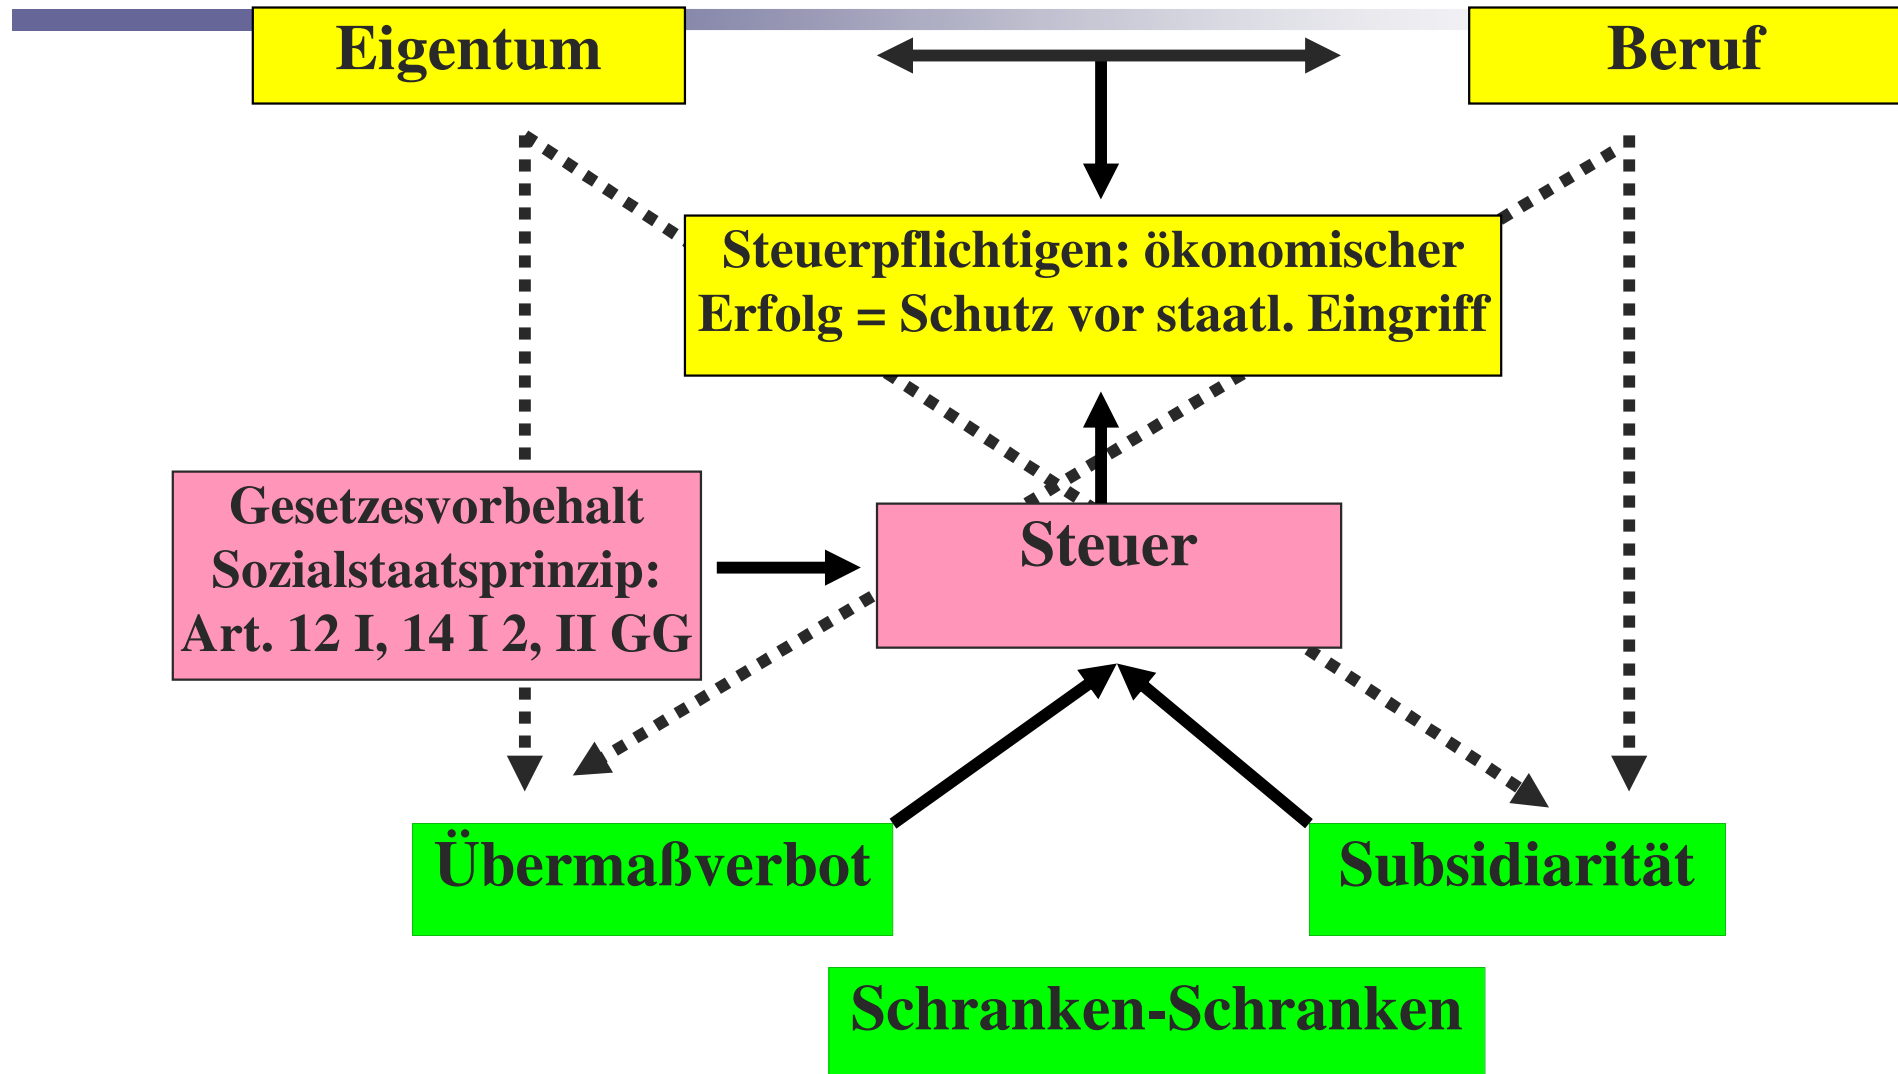 Eigentum
Beruf
Steuerpflichtigen: ökonomischer
Erfolg = Schutz vor staatl. Eingriff
Gesetzesvorbehalt
Sozialstaatsprinzip:
Art. 12 I, 14 I 2, II GG
Steuer
Übermaßverbot
Subsidiarität
Schranken-Schranken